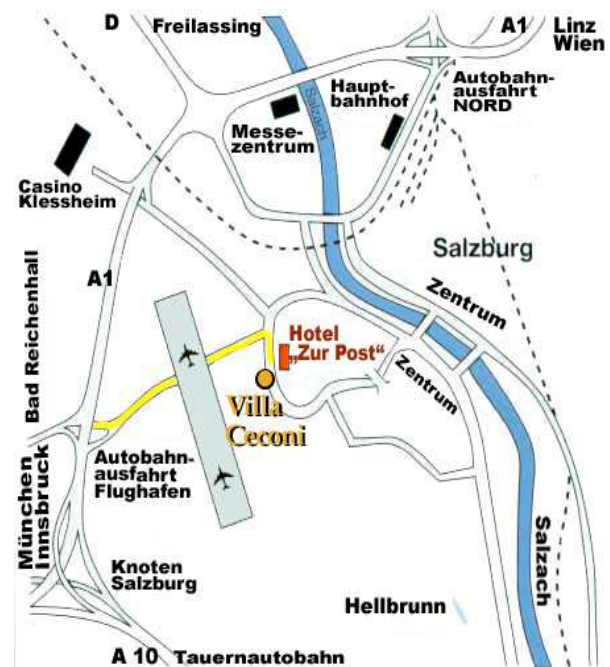 D
Freilassing
A1
Linz
Wien
Haupt-
bahnhof
Autobahn-
ausfahrt
NORD
Salzach
Messe-
zentrum
Casino
Klessheim
Salzburg
A1
Zentrum
Bad Reichenhall
Hotel
„Zur Post“
Zentrum
Villa
Ceconi
Autobahn-
ausfahrt
Flughafen
München
Innsbruck
Knoten
Salzburg
Salzach
Hellbrunn
A 10 Tauernautobahn